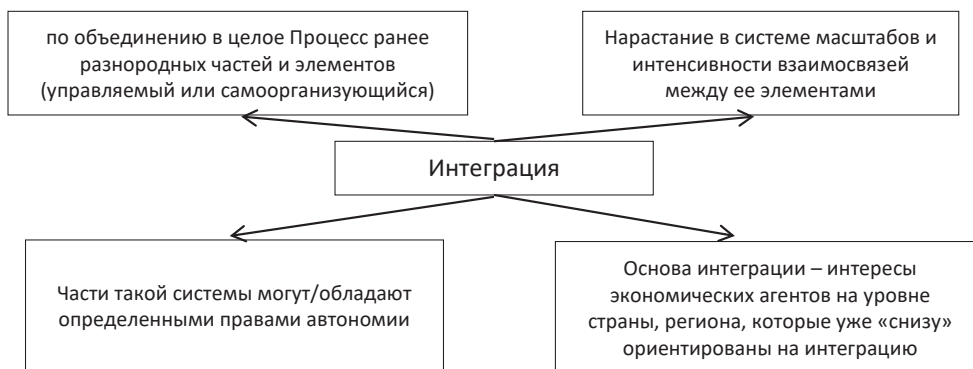 по объединению в целое Процесс ранее
разнородных частей и элементов
(управляемый или самоорганизующийся)
Нарастание в системе масштабов и
интенсивности взаимосвязей
между ее элементами
Интеграция
Части такой системы могут/обладают
определенными правами автономии
Основа интеграции – интересы
экономических агентов на уровне
страны, региона, которые уже «снизу»
ориентированы на интеграцию